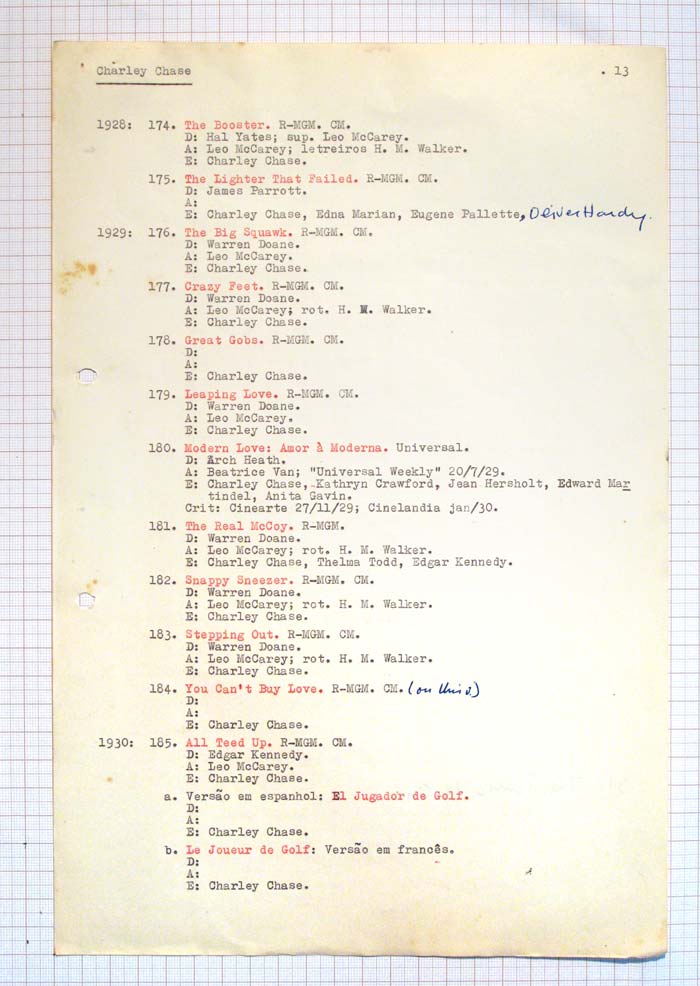 Charley Chase . 13
1928: 174. The Booster. R-MGM. CM.
D: Hal Yates; sup. Leo McCarey.
A: Leo McCarey; letreiros H. M. Walker.
E: Charley Chase.
175. The Lighter That Failed. R-MGM. CM.
D: James Parrott.
A:
E: Charley Chase, Edna Marian, Eugene Pallette, Oliver Hardy.
1929: 176. The Big Squawk. R-MGM. CM.
D: Warren Doane.
A: Leo McCarey.
E: Charley Chase.
177. Crazy Feet. R-MGM. CM.
D: Warren Doane.
A: Leo McCarey; rot. H. M. Walker.
E: Charley Chase.
178. Great Gobs. R-MGM. CM.
D:
A:
E: Charley Chase.
179. Leaping Love. R-MGM. CM.
D: Warren Doane.
A: Leo McCarey.
E: Charley Chase.
180. Modern Love: Amor à Moderna. Universal.
D: Arch Heath.
A: Beatrice Van; "Universal Weekly" 20/7/29.
E: Charley Chase, Kathryn Crawford, Jean Hersholt, Edward Mar
tindel, Anita Gavin.
Crit: Cinearte 27/11/29; Cinelandia jan/30.
181. The Real McCoy. R-MGM.
D: Warren Doane.
A: Leo McCarey; rot. H. M. Walker.
E: Charley Chase, Thelma Todd, Edgar Kennedy.
182. Snappy Sneezer. R-MGM. CM.
D: Warren Doane.
A: Leo McCarey; rot. H. M. Walker.
E: Charley Chase.
183. Stepping Out. R-MGM. CM.
D: Warren Doane.
A: Leo McCarey; rot. H. M. Walker.
E: Charley Chase.
184. You Can't Buy Love. R-MGM. CM. (ou
D:
A:
E: Charley Chase.
1930: 185. All Teed Up. R-MGM. CM.
D: Edgar Kennedy.
A: Leo McCarey.
E: Charley Chase.
a. Versão em espanhol: El Jugador de Golf.
D:
A:
E: Charley Chase.
b. Le Joueur de Golf: Versão em francês.
D:
A:
E: Charley Chase.